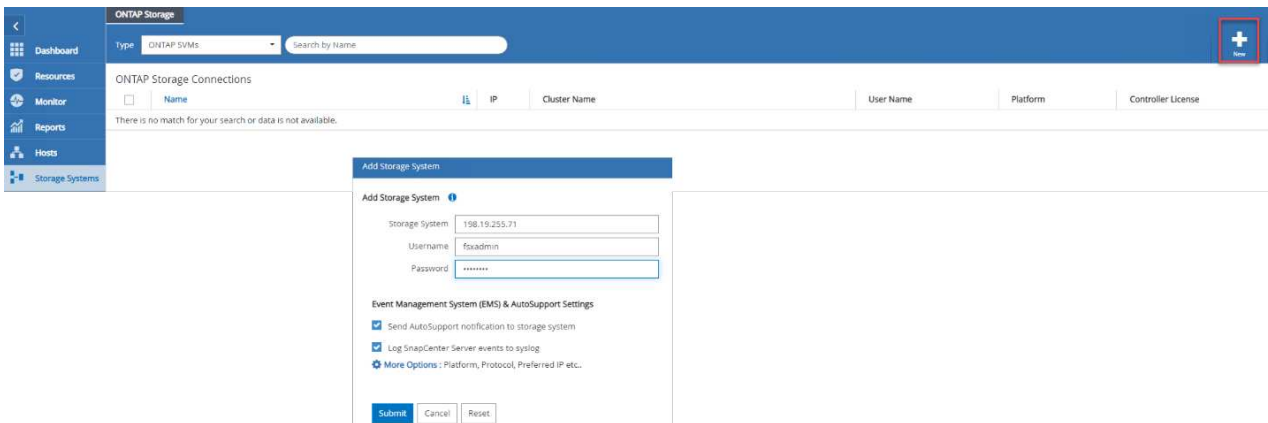 ONTAP Storage
Type ONTAP SVMs Search by Name
New
Dashboard
Resources
Monitor
Reports
Hosts
Storage Systems
ONTAP Storage Connections
Name IP Cluster Name User Name Platform Controller License
There is no match for your search or data is not available.
Add Storage System
Add Storage System
Storage System 198.19.255.71
Username fsxadmin
Password ••••••••
Event Management System (EMS) & AutoSupport Settings
Send AutoSupport notification to storage system
Log SnapCenter Server events to syslog
More Options : Platform, Protocol, Preferred IP etc..
Submit Cancel Reset